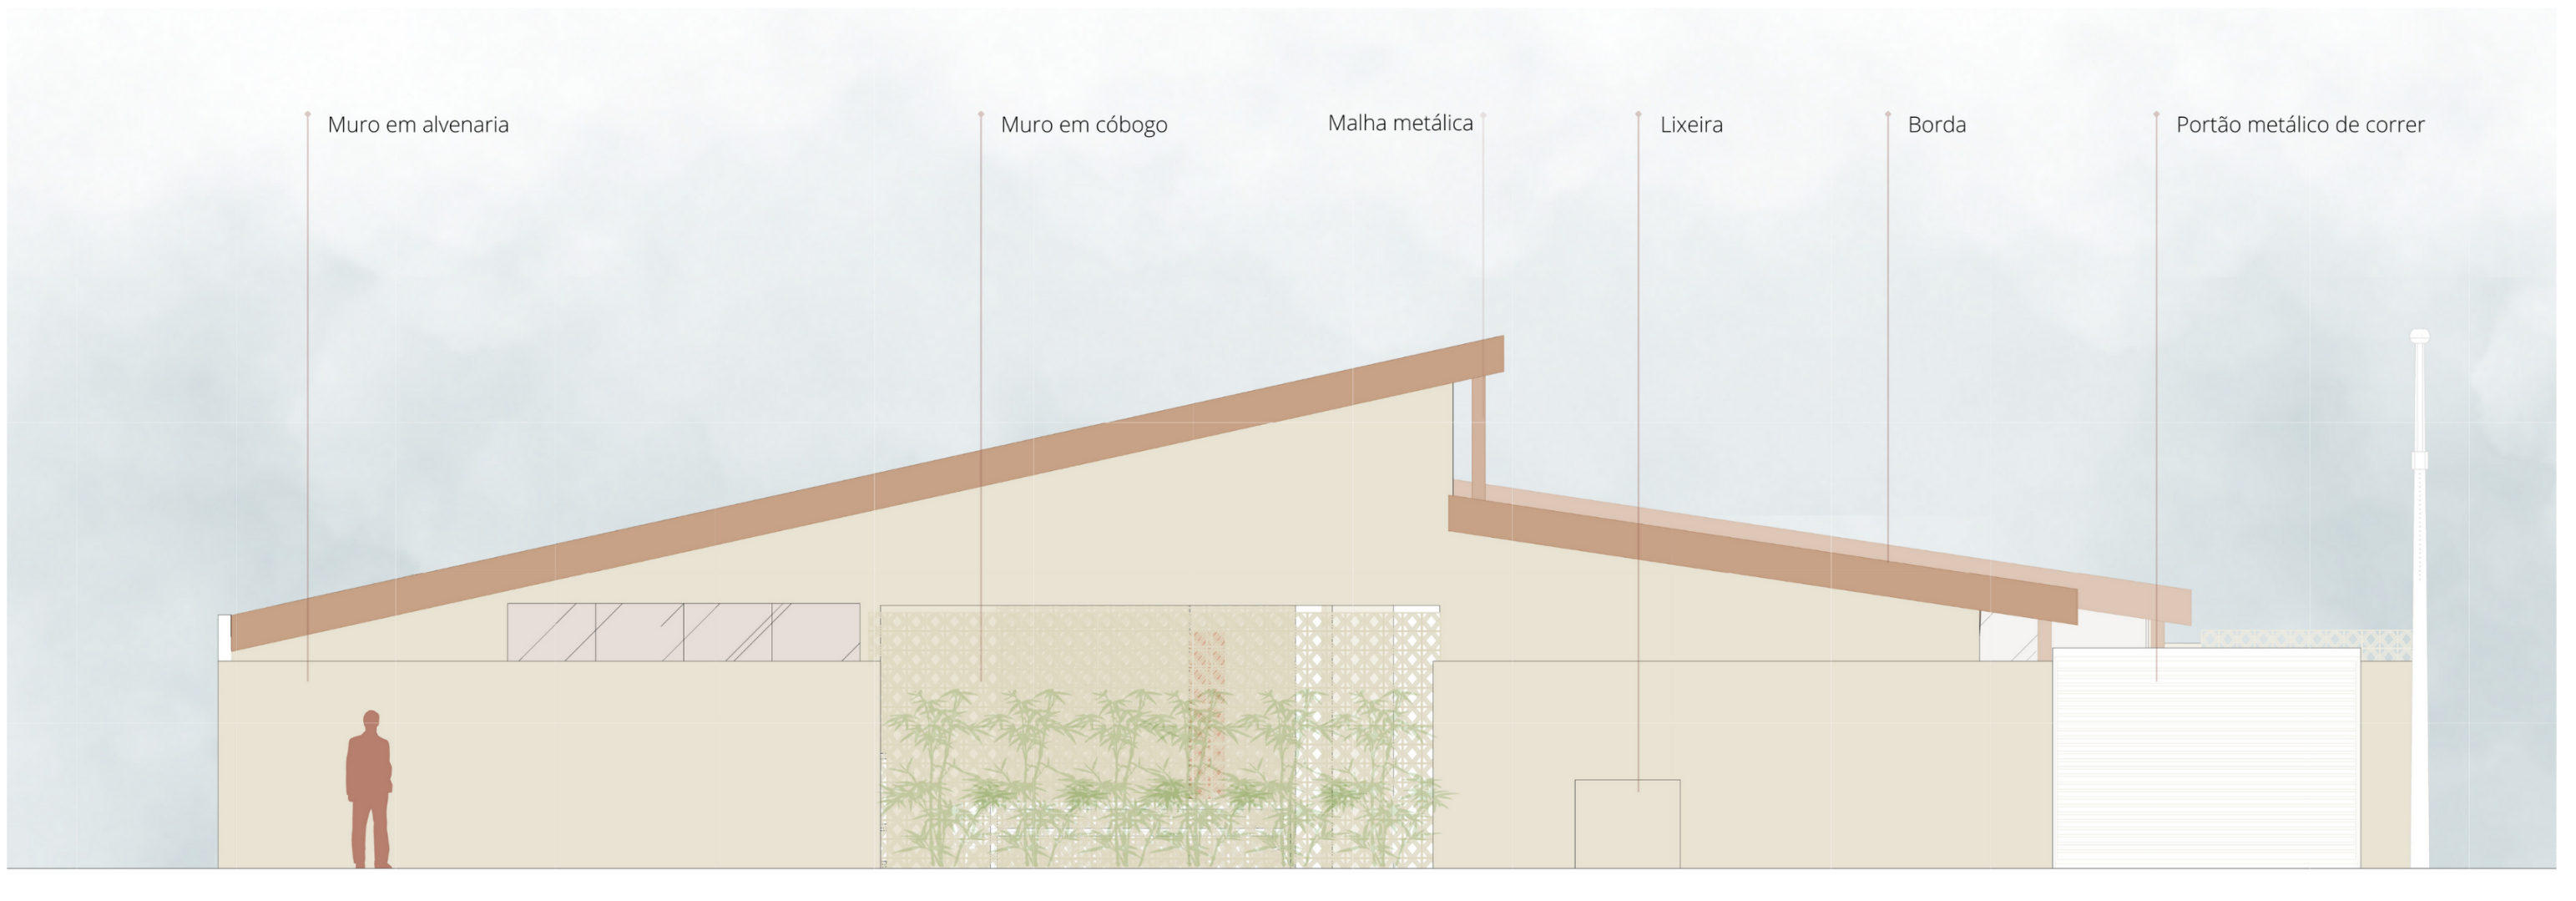 Muro em alvenaria
Muro em cóbogo
Malha metálica
Lixeira
Borda
Portão metálico de correr